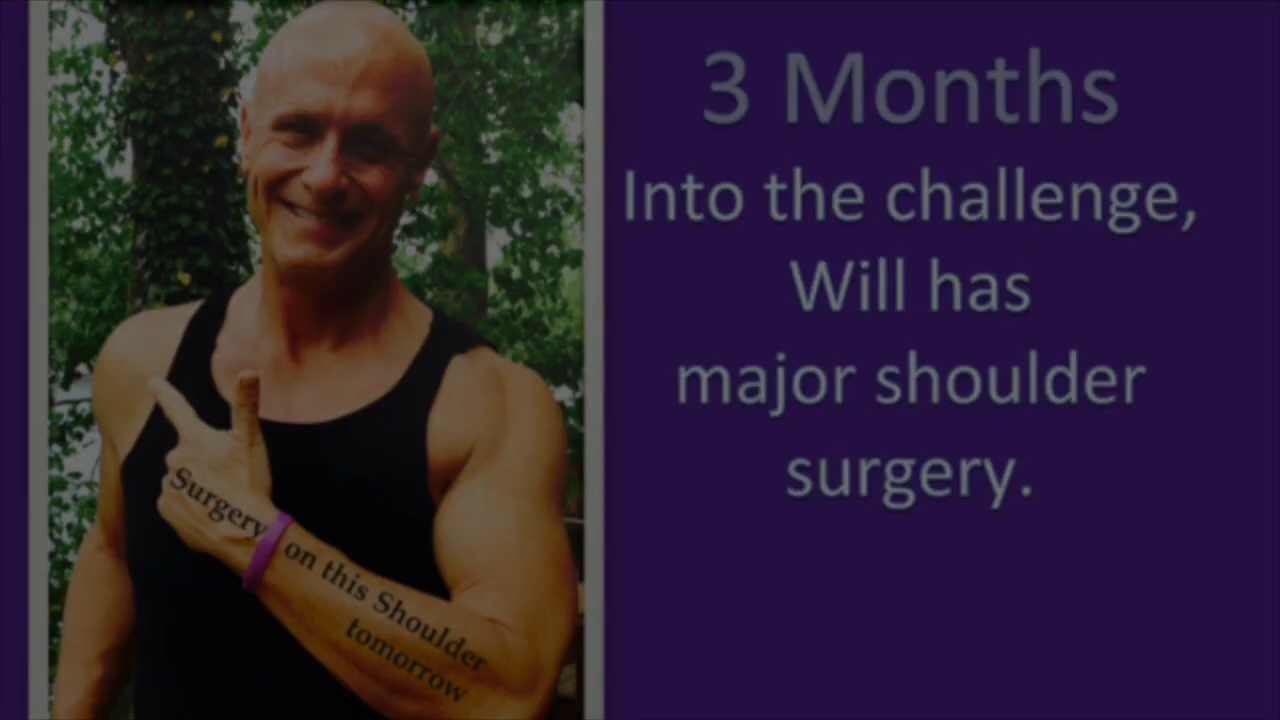 3 Months
Into the challenge,
Will has
major shoulder
surgery.
Surgery on this Shoulder
tomorrow